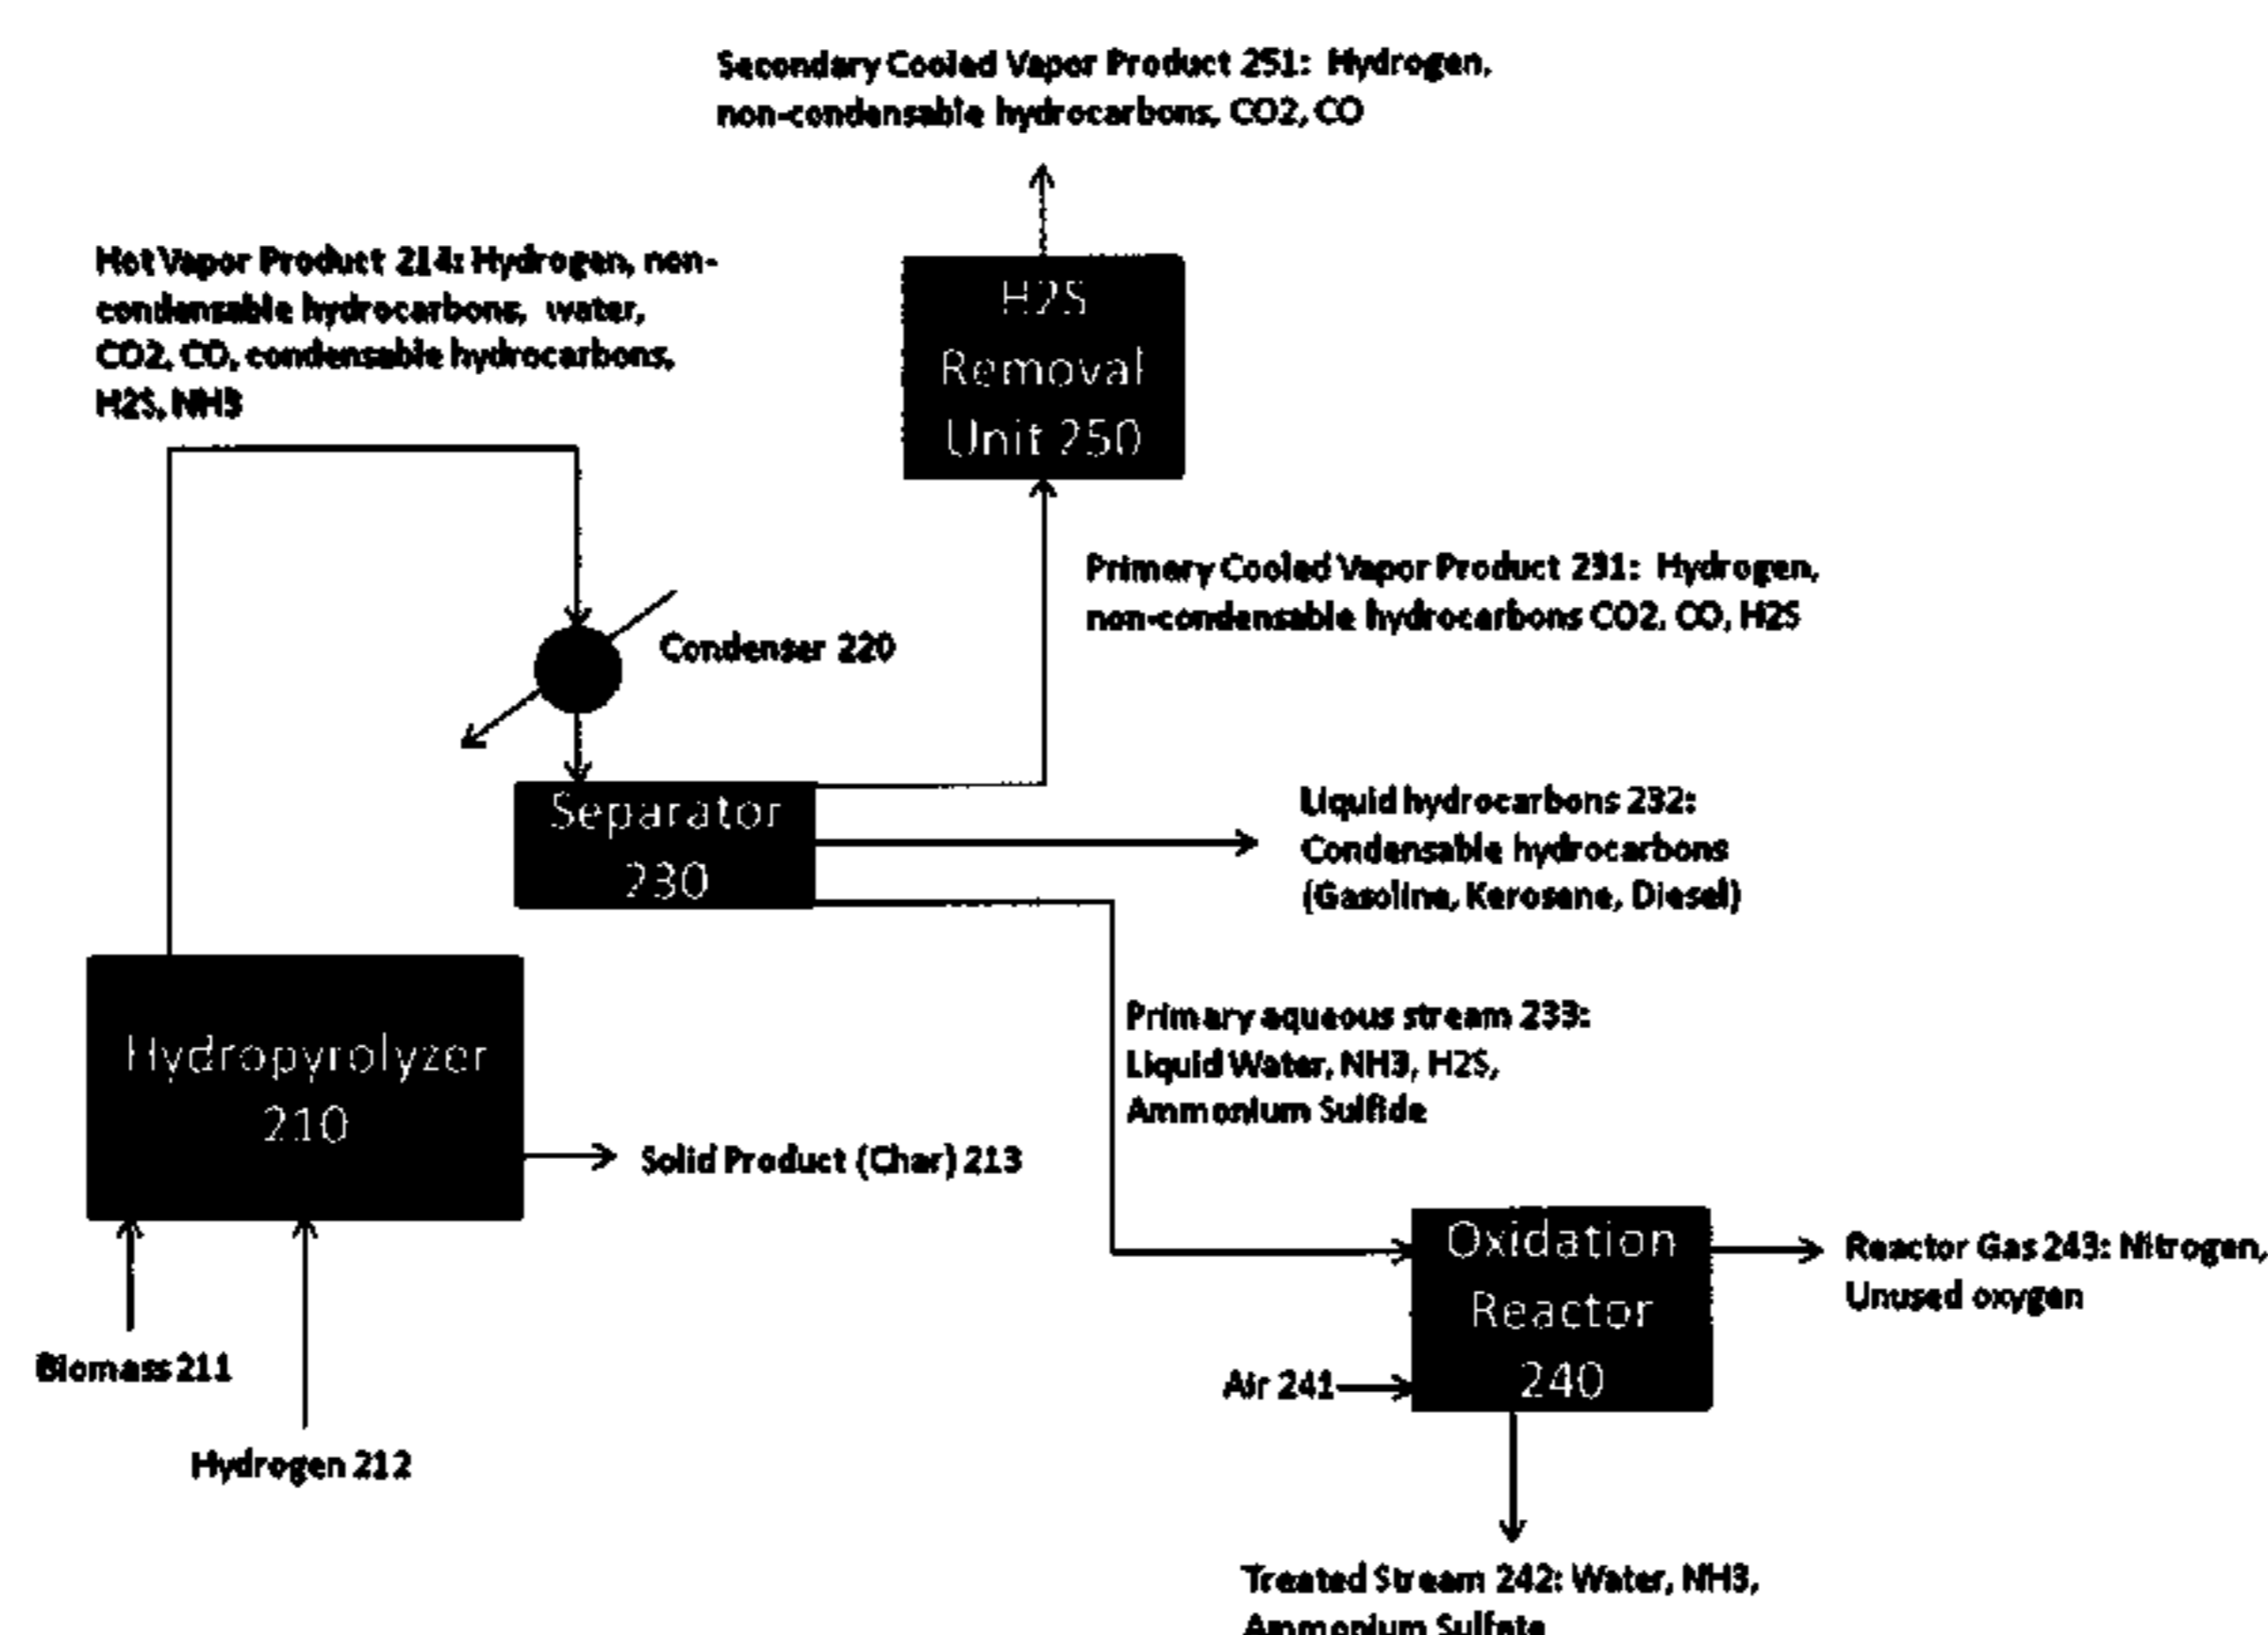 Secondary Cooled Vapor Product 251: Hydrogen,
non-condensable hydrocarbons, CO2, CO
Hot Vapor Product 214: Hydrogen, non-
condensable hydrocarbons, water,
CO2, CO, condensable hydrocarbons,
H2S, NH3
H2S
Removal
Unit 250
Primary Cooled Vapor Product 231: Hydrogen,
non-condensable hydrocarbons CO2, CO, H2S
Condenser 220
Separator
230
Liquid hydrocarbons 232:
Condensable hydrocarbons
(Gasoline, Kerosene, Diesel)
Hydropyrolyzer
210
Primary aqueous stream 233:
Liquid Water, NH3, H2S,
Ammonium Sulfide
Solid Product (Char) 213
Oxidation
Reactor
240
Reactor Gas 243: Nitrogen,
Unused oxygen
Biomass 211
Air 241
Hydrogen 212
Treated Stream 242: Water, NH3,
Ammonium Sulfate